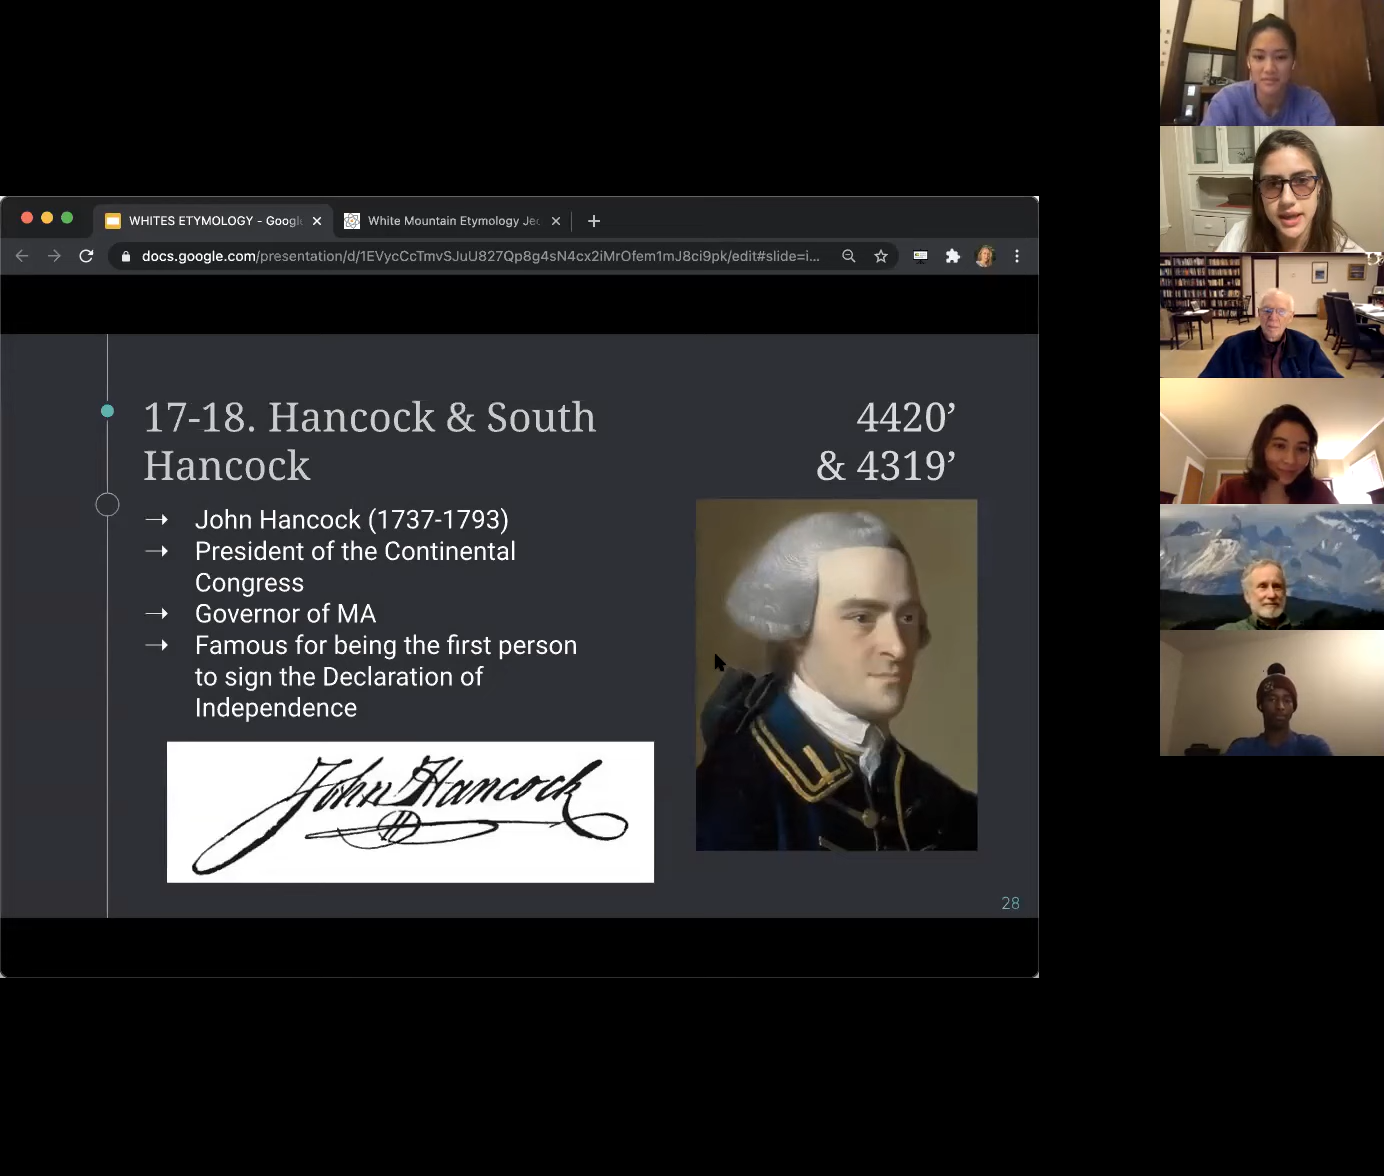 WHITES ETYMOLOGY - Google
White Mountain Etymology Jec
docs.google.com/presentation/d/1EVycCcTmvSJuU827Qp8g4sN4cx2iMrOfem1mJ8ci9pk/edit#slide=i...
17-18. Hancock & South
Hancock
4420’
& 4319’
→ John Hancock (1737-1793)
→ President of the Continental
Congress
→ Governor of MA
→ Famous for being the first person
to sign the Declaration of
Independence
John Hancock
28